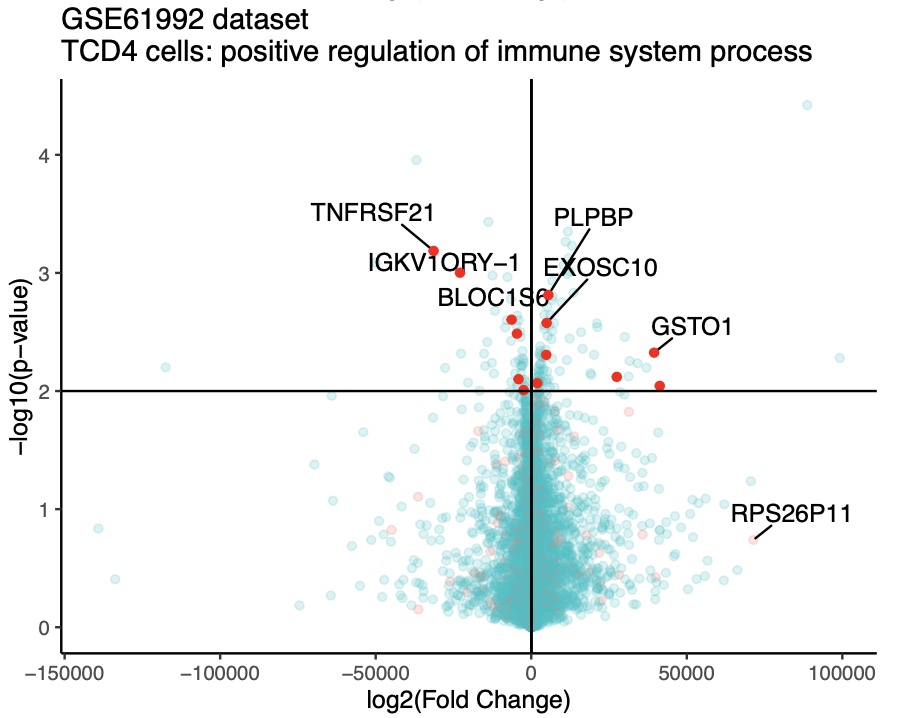 GSE61992 dataset
TCD4 cells: positive regulation of immune system process
4
TNFRSF21
PLPBP
3
IGKV1ORY−1
EXOSC10
BLOC1S6
GSTO1
2
1
RPS26P11
0
−log10(p−value)
−150000 −100000 −50000 0 50000 100000
log2(Fold Change)